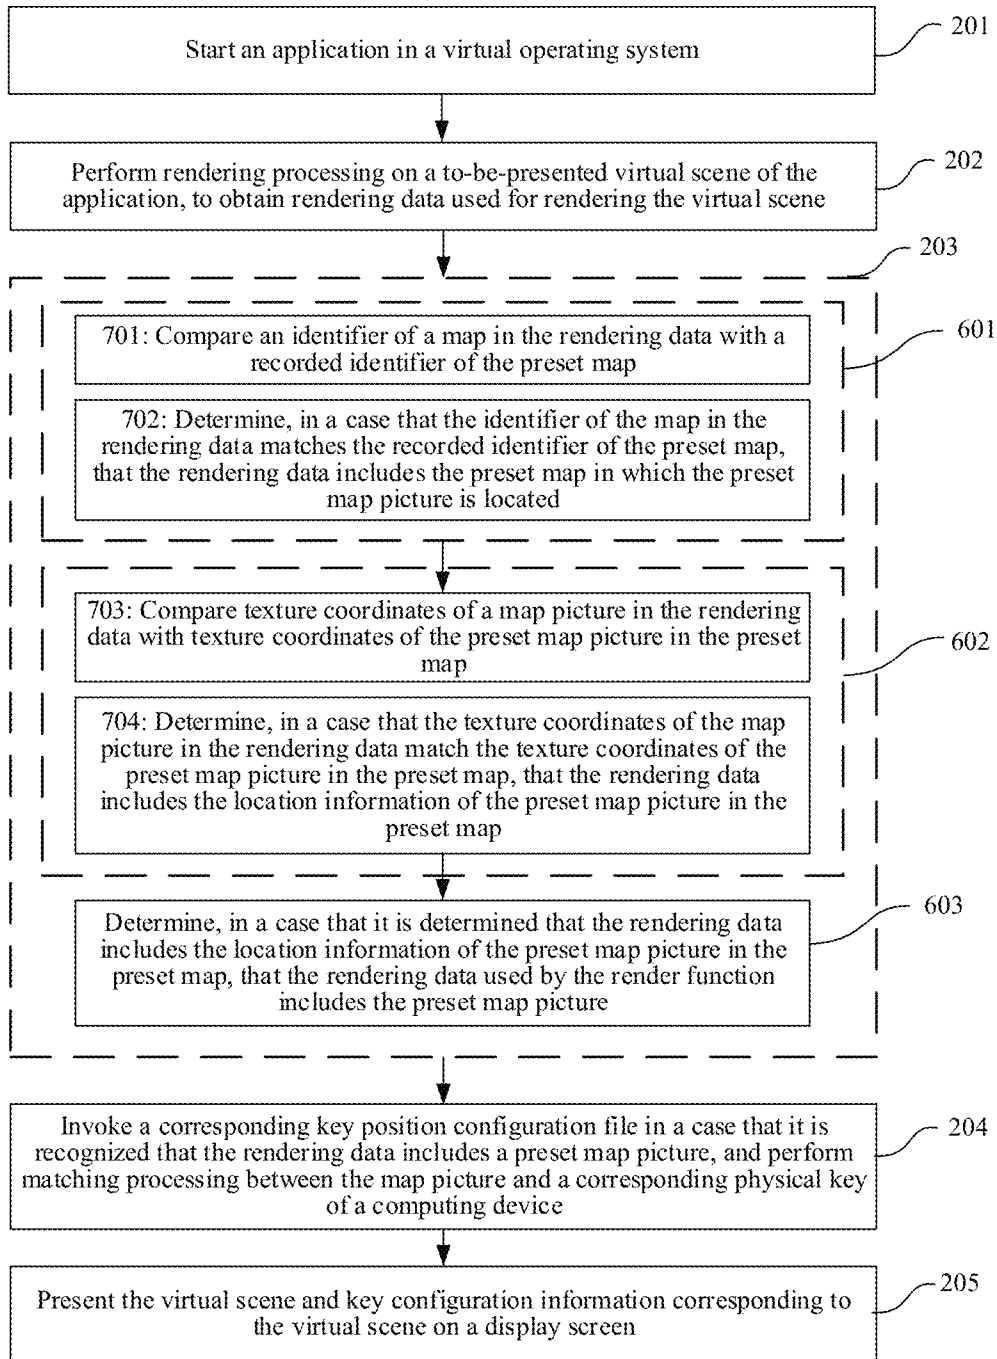 Start an application in a virtual operating system
201
Perform rendering processing on a to-be-presented virtual scene of the
application, to obtain rendering data used for rendering the virtual scene
202
203
701: Compare an identifier of a map in the rendering data with a
recorded identifier of the preset map
601
702: Determine, in a case that the identifier of the map in the
rendering data matches the recorded identifier of the preset map,
that the rendering data includes the preset map in which the preset
map picture is located
703: Compare texture coordinates of a map picture in the rendering
data with texture coordinates of the preset map picture in the preset
map
602
704: Determine, in a case that the texture coordinates of the map
picture in the rendering data match the texture coordinates of the
preset map picture in the preset map, that the rendering data
includes the location information of the preset map picture in the
preset map
Determine, in a case that it is determined that the rendering data
includes the location information of the preset map picture in the
preset map, that the rendering data used by the render function
includes the preset map picture
603
Invoke a corresponding key position configuration file in a case that it is
recognized that the rendering data includes a preset map picture, and perform
matching processing between the map picture and a corresponding physical key
of a computing device
204
Present the virtual scene and key configuration information corresponding to
the virtual scene on a display screen
205